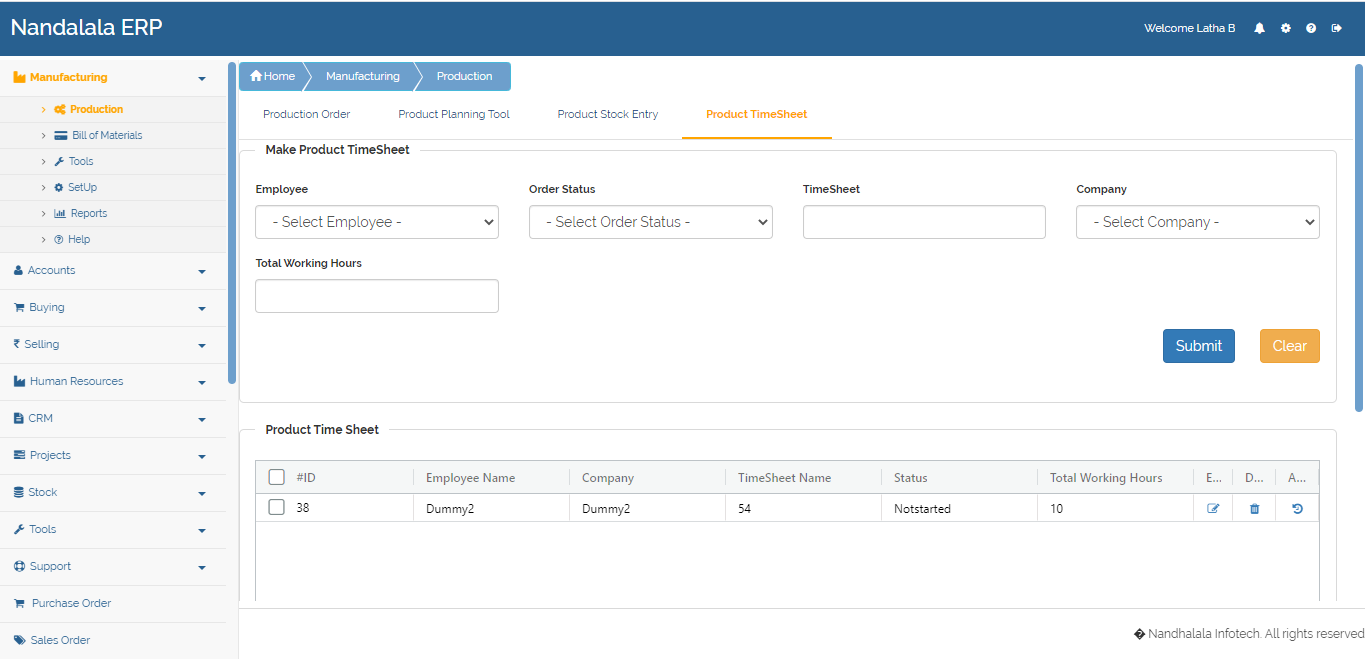 Nandalala ERP
Welcome Latha B
Manufacturing
Production
Bill of Materials
Tools
SetUp
Reports
Help
Accounts
Buying
Selling
Human Resources
CRM
Projects
Stock
Tools
Support
Purchase Order
Sales Order
Home Manufacturing Production
Production Order Product Planning Tool Product Stock Entry Product TimeSheet
Make Product TimeSheet
Employee Order Status TimeSheet Company
- Select Employee - - Select Order Status - - Select Company -
Total Working Hours
Submit Clear
Product Time Sheet
#ID Employee Name Company TimeSheet Name Status Total Working Hours E... D... A...
38 Dummy2 Dummy2 54 Notstarted 10
� Nandhalala Infotech. All rights reserved